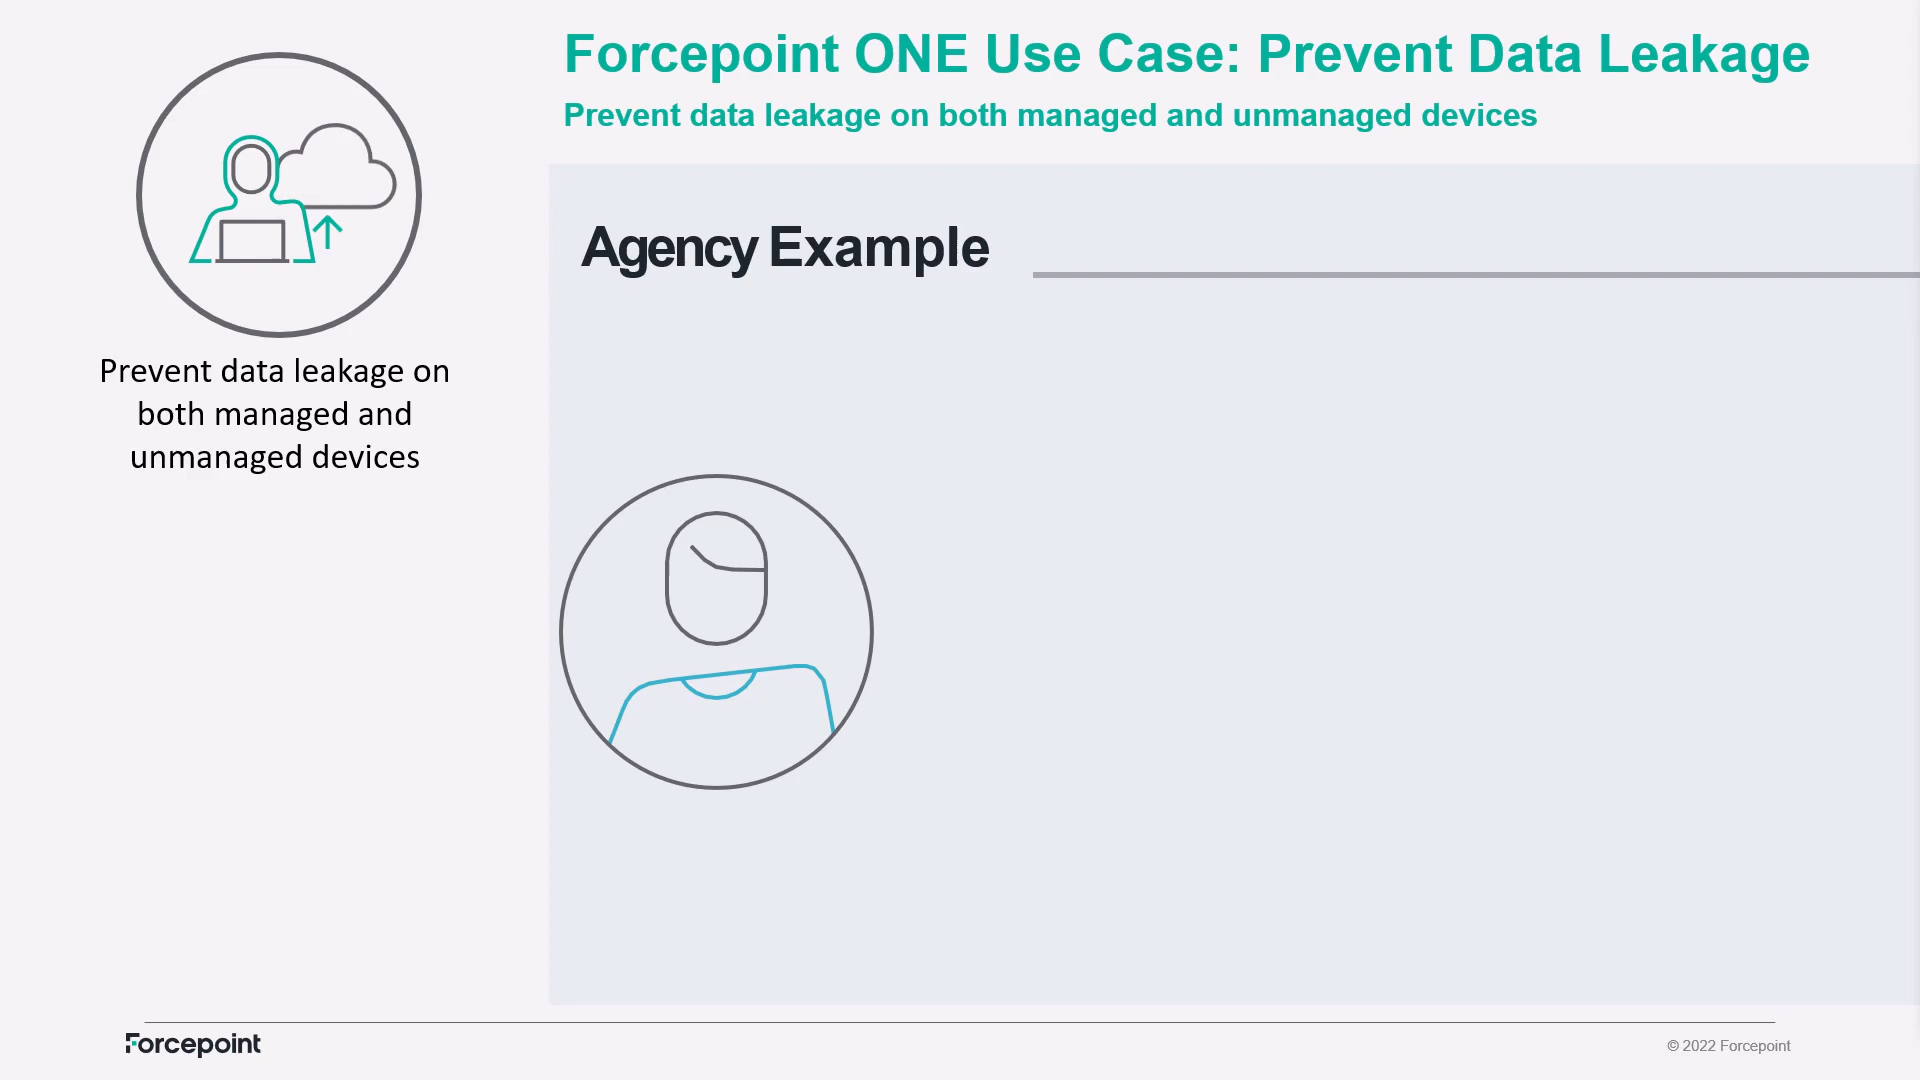 Forcepoint ONE Use Case: Prevent Data Leakage
Prevent data leakage on both managed and unmanaged devices
Prevent data leakage on
both managed and
unmanaged devices
Agency Example
Forcepoint
© 2022 Forcepoint